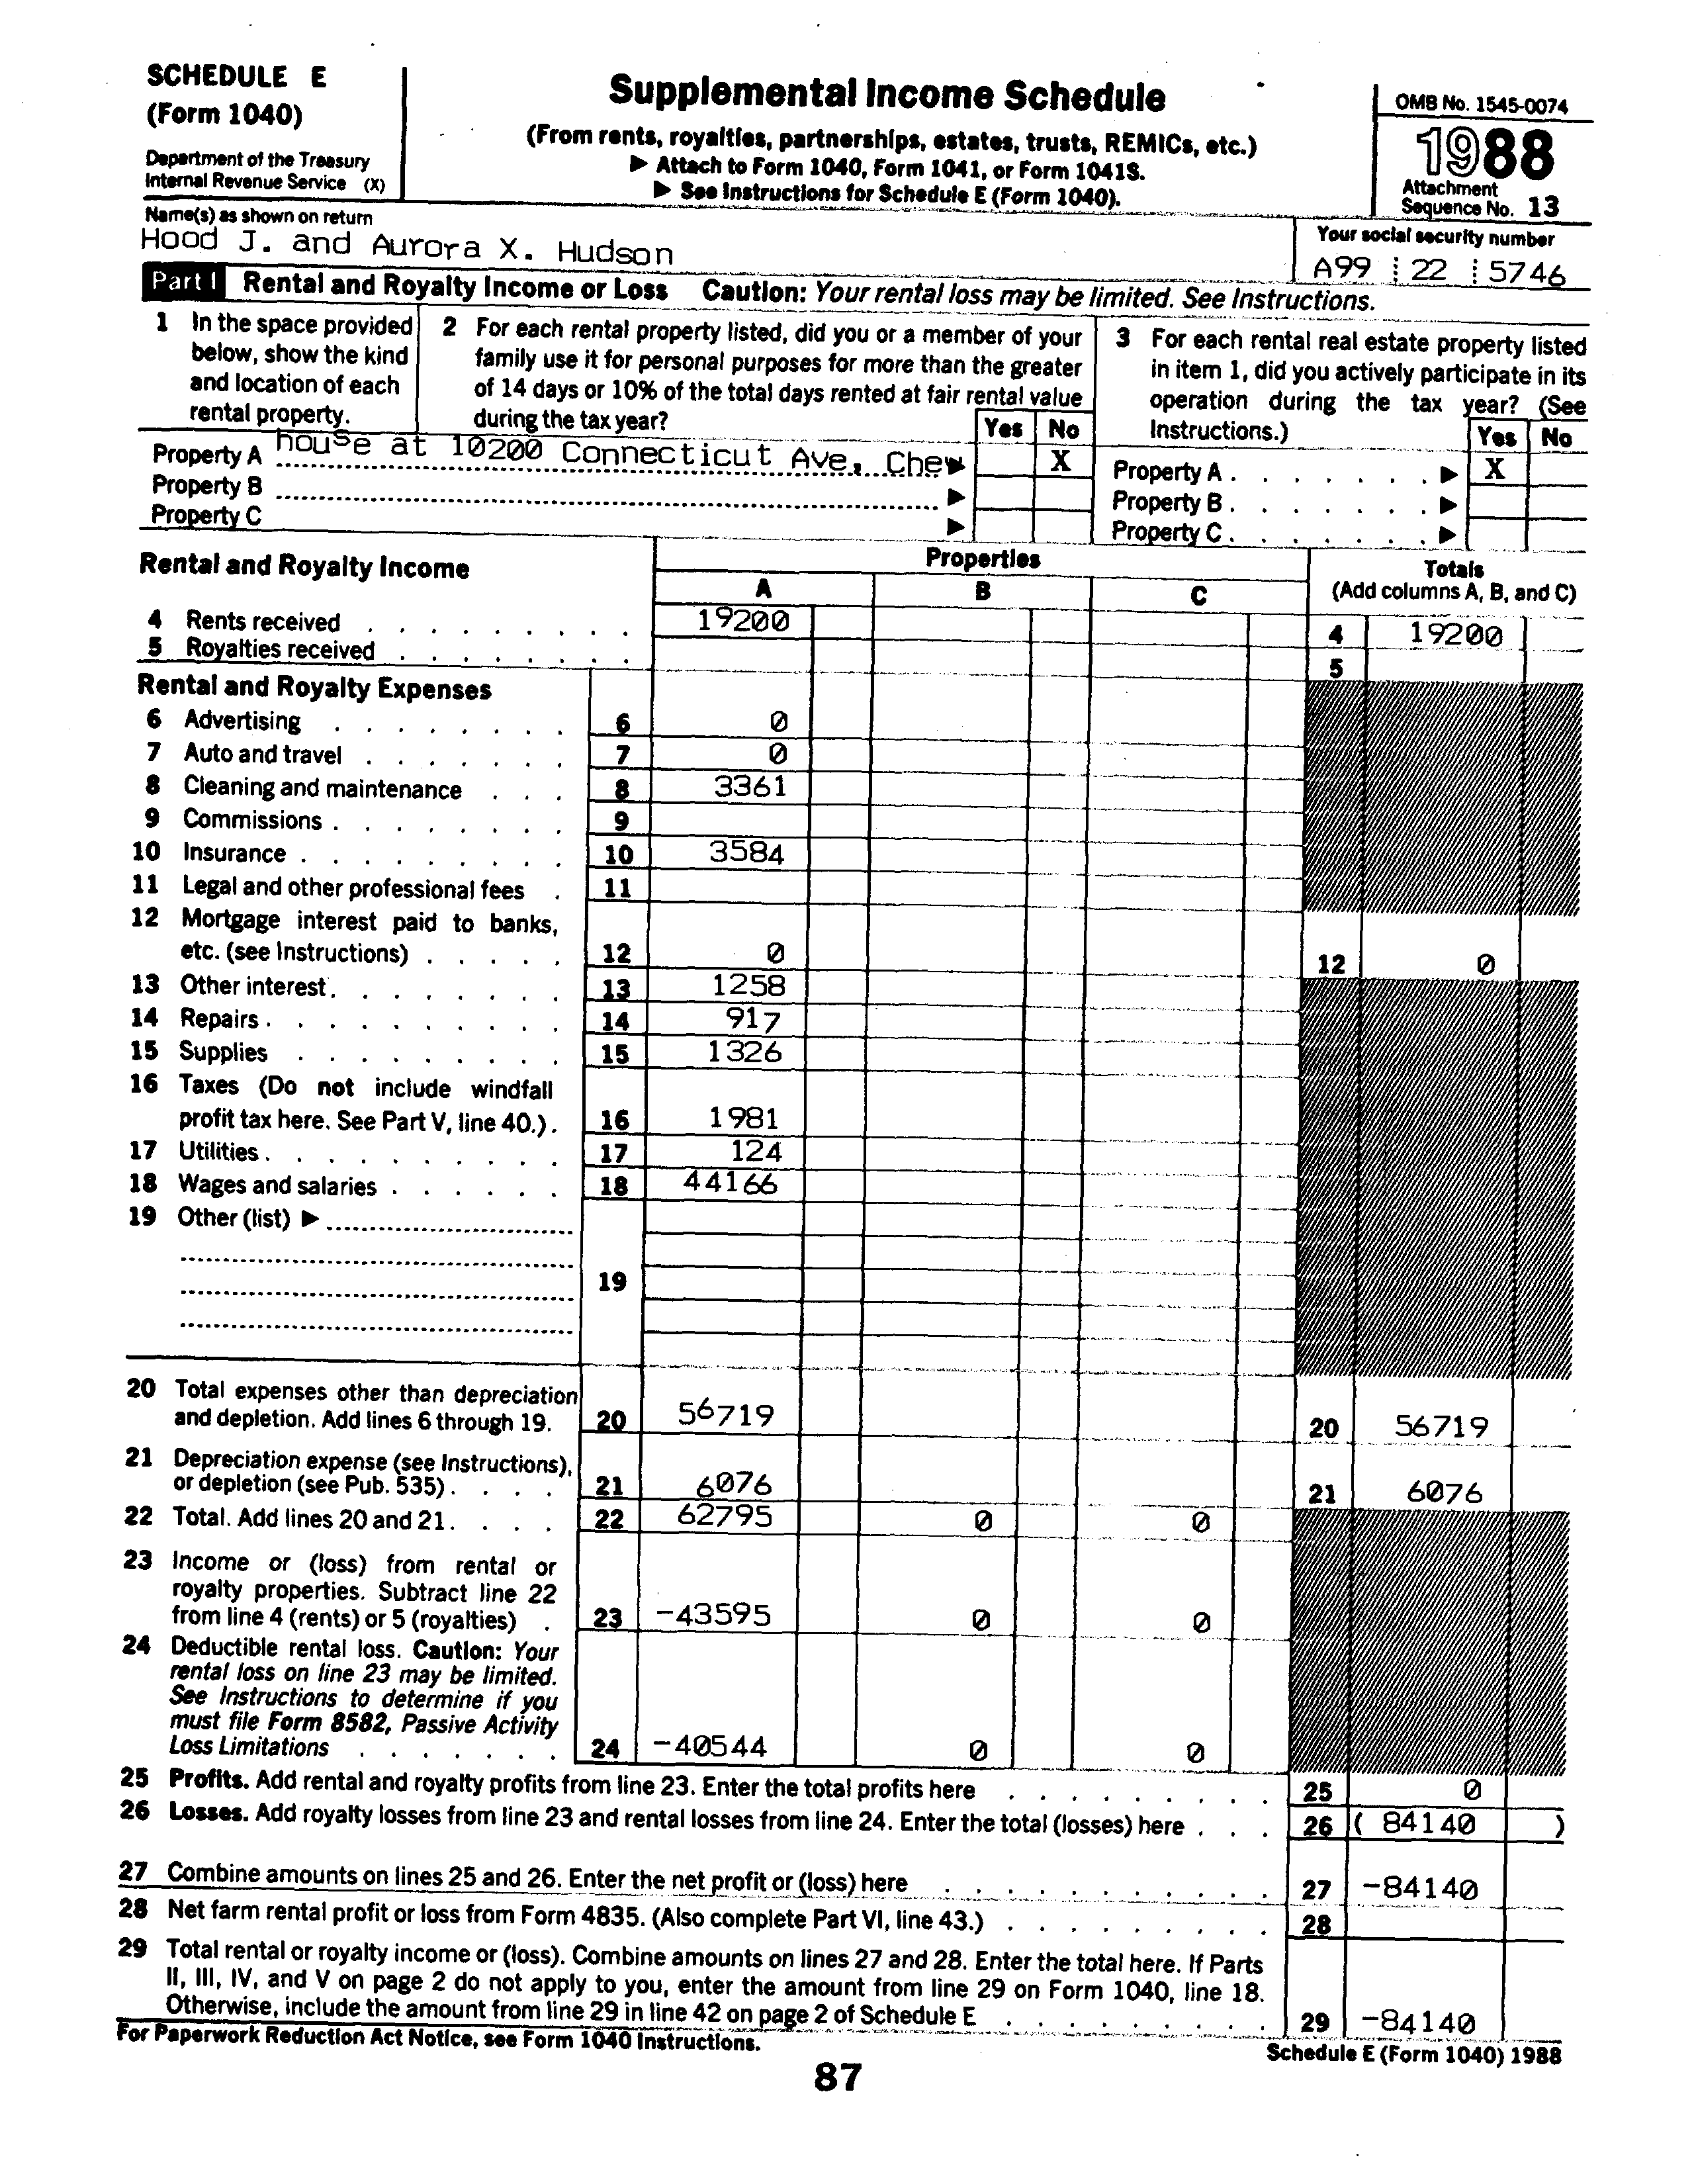 SCHEDULE E
(Form 1040)
Department of the Treasury
Internal Revenue Service (X)
Supplemental Income Schedule
(From rents, royalties, partnerships, estates, trusts, REMICs, etc.)
▶ Attach to Form 1040, Form 1041, or Form 1041S.
▶ See Instructions for Schedule E (Form 1040).
OMB No. 1545-0074
1988
Attachment
Sequence No. 13
Name(s) as shown on return
Hood J. and Aurora X. Hudson
Your social security number
A99 22 5746
Part I Rental and Royalty Income or Loss Caution: Your rental loss may be limited. See Instructions.
1 In the space provided
below, show the kind
and location of each
rental property.
2 For each rental property listed, did you or a member of your
family use it for personal purposes for more than the greater
of 14 days or 10% of the total days rented at fair rental value
during the tax year?
Yes No
3 For each rental real estate property listed
in item 1, did you actively participate in its
operation during the tax year? (See
Instructions.)
Yes No
Property A house at 10200 Connecticut Ave, Chev ▶ X
Property B ▶
Property C ▶
Property A . . . . . . . ▶ X
Property B . . . . . . . ▶
Property C . . . . . . . ▶
Rental and Royalty Income
Properties
A B C
Totals
(Add columns A, B, and C)
4 Rents received . . . . . . . . . 19200 4 19200
5 Royalties received . . . . . . . . 5
Rental and Royalty Expenses
6 Advertising . . . . . . . . 6 0
7 Auto and travel . . . . . . . 7 0
8 Cleaning and maintenance . . . 8 3361
9 Commissions . . . . . . . . 9
10 Insurance . . . . . . . . . 10 3584
11 Legal and other professional fees . 11
12 Mortgage interest paid to banks,
etc. (see Instructions) . . . . . 12 0 12 0
13 Other interest . . . . . . . . 13 1258
14 Repairs . . . . . . . . . . 14 917
15 Supplies . . . . . . . . . 15 1326
16 Taxes (Do not include windfall
profit tax here. See Part V, line 40.) . 16 1981
17 Utilities . . . . . . . . . . 17 124
18 Wages and salaries . . . . . . 18 44166
19 Other (list) ▶
19
20 Total expenses other than depreciation
and depletion. Add lines 6 through 19. 20 56719 20 56719
21 Depreciation expense (see Instructions),
or depletion (see Pub. 535) . . . . 21 6076 21 6076
22 Total. Add lines 20 and 21. . . . . 22 62795 0 0
23 Income or (loss) from rental or
royalty properties. Subtract line 22
from line 4 (rents) or 5 (royalties) . 23 -43595 0 0
24 Deductible rental loss. Caution: Your
rental loss on line 23 may be limited.
See Instructions to determine if you
must file Form 8582, Passive Activity
Loss Limitations . . . . . . . 24 -40544 0 0
25 Profits. Add rental and royalty profits from line 23. Enter the total profits here . . . . . . . . . 25 0
26 Losses. Add royalty losses from line 23 and rental losses from line 24. Enter the total (losses) here . . . 26 ( 84140 )
27 Combine amounts on lines 25 and 26. Enter the net profit or (loss) here . . . . . . . . . . . 27 -84140
28 Net farm rental profit or loss from Form 4835. (Also complete Part VI, line 43.) . . . . . . . . . 28
29 Total rental or royalty income or (loss). Combine amounts on lines 27 and 28. Enter the total here. If Parts
II, III, IV, and V on page 2 do not apply to you, enter the amount from line 29 on Form 1040, line 18.
Otherwise, include the amount from line 29 in line 42 on page 2 of Schedule E . . . . . . . . . 29 -84140
For Paperwork Reduction Act Notice, see Form 1040 Instructions.
Schedule E (Form 1040) 1988
87